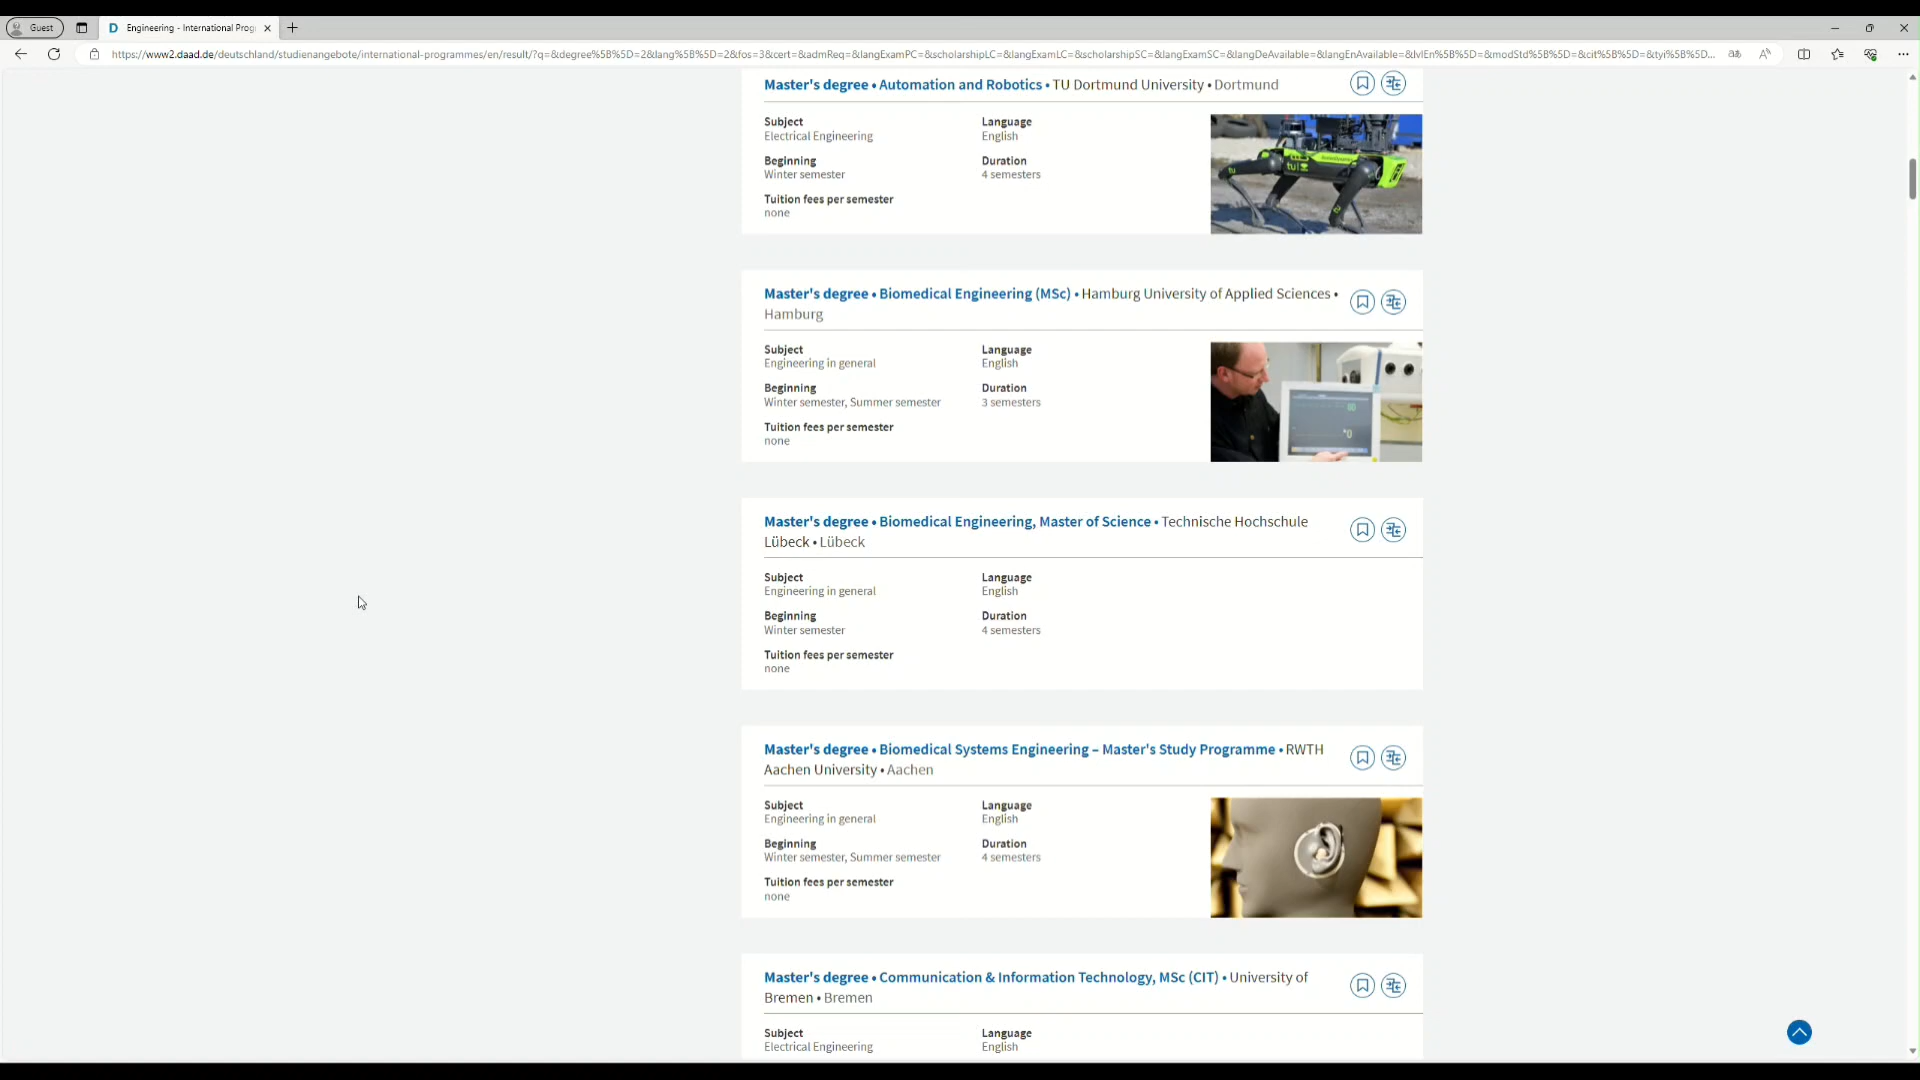 Guest
Engineering - International Prog
https://www2.daad.de/deutschland/studienangebote/international-programmes/en/result/?q=&degree%5B%5D=2&lang%5B%5D=2&fos=3&cert=&admReq=&langExamPC=&scholarshipLC=&langExamLC=&scholarshipSC=&langExamSC=&langDeAvailable=&langEnAvailable=&lvlEn%5B%5D=&modStd%5B%5D=&cit%5B%5D=&tyi%5B%5D...
Master's degree • Automation and Robotics • TU Dortmund University • Dortmund
Subject Language
Electrical Engineering English
Beginning Duration
Winter semester 4 semesters
Tuition fees per semester
none
Master's degree • Biomedical Engineering (MSc) • Hamburg University of Applied Sciences •
Hamburg
Subject Language
Engineering in general English
Beginning Duration
Winter semester, Summer semester 3 semesters
Tuition fees per semester
none
Master's degree • Biomedical Engineering, Master of Science • Technische Hochschule
Lübeck • Lübeck
Subject Language
Engineering in general English
Beginning Duration
Winter semester 4 semesters
Tuition fees per semester
none
Master's degree • Biomedical Systems Engineering – Master's Study Programme • RWTH
Aachen University • Aachen
Subject Language
Engineering in general English
Beginning Duration
Winter semester, Summer semester 4 semesters
Tuition fees per semester
none
Master's degree • Communication & Information Technology, MSc (CIT) • University of
Bremen • Bremen
Subject Language
Electrical Engineering English